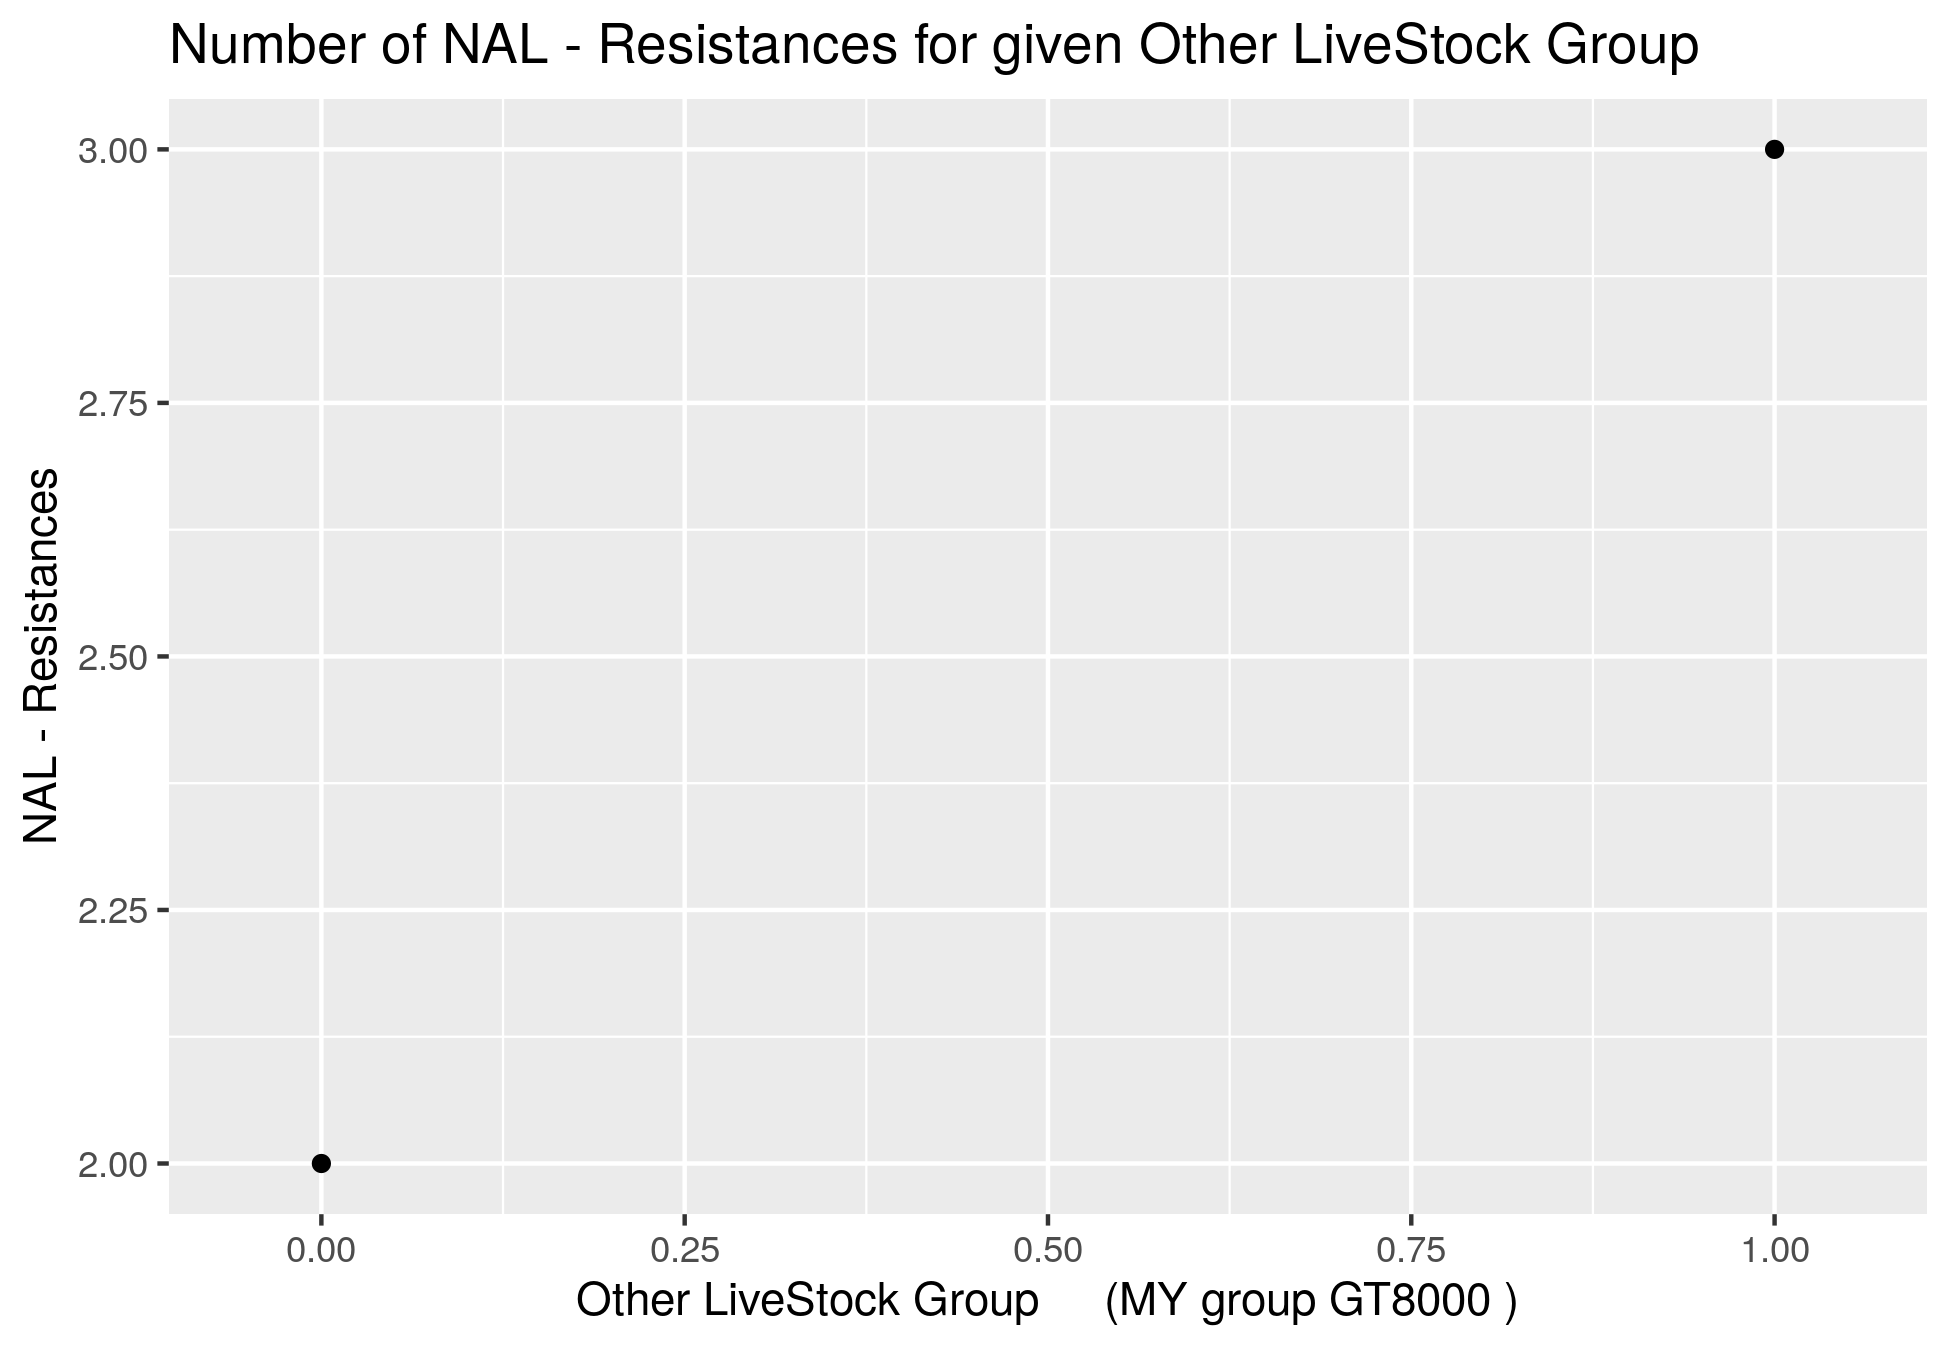 Number of NAL - Resistances for given Other LiveStock Group
3.00
2.75
2.50
2.25
2.00
NAL - Resistances
0.00 0.25 0.50 0.75 1.00
Other LiveStock Group (MY group GT8000 )